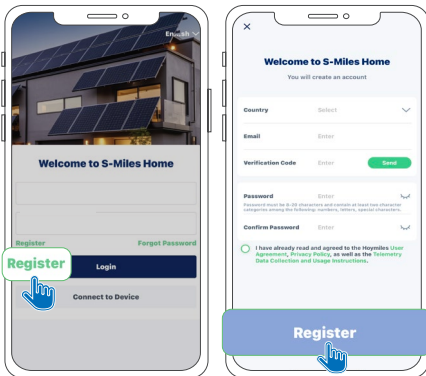 English
Welcome to S-Miles Home
Register
Forgot Password
Register
Login
Connect to Device
Welcome to S-Miles Home
You will create an account
Country
Select
Email
Enter
Verification Code
Enter
Send
Password
Enter
Password must be 8-20 characters and contain at least two character
categories among the following: numbers, letters, special characters.
Confirm Password
Enter
I have already read and agreed to the Hoymiles User
Agreement, Privacy Policy, as well as the Telemetry
Data Collection and Usage Instructions.
Register